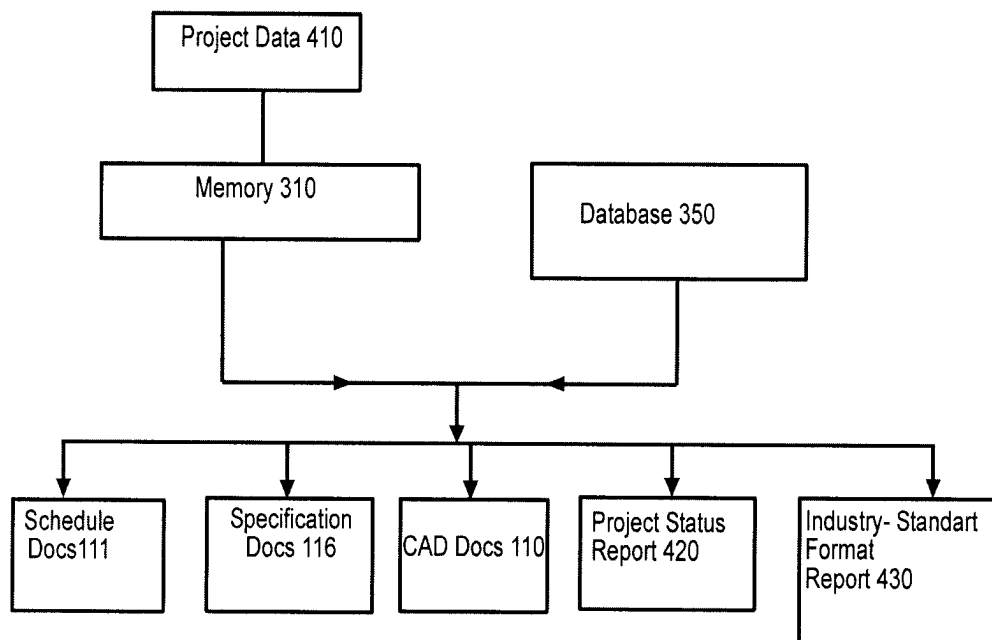 Project Data 410
Memory 310
Database 350
Schedule
Docs111
Specification
Docs 116
CAD Docs 110
Project Status
Report 420
Industry- Standart
Format
Report 430